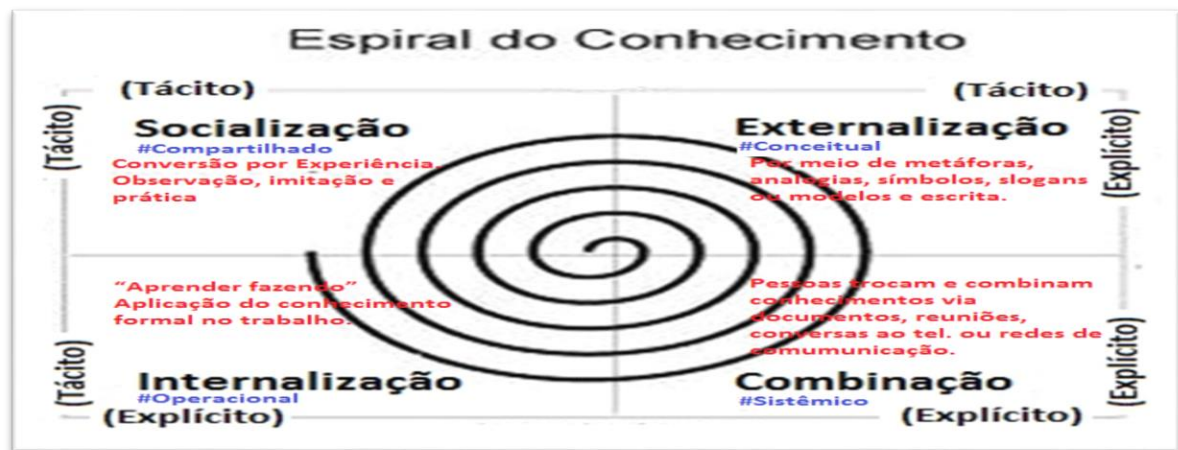 Espiral do Conhecimento
(Tácito)
(Tácito)
(Tácito)
Socialização
#Compartilhado
Conversão por Experiência,
Observação, imitação e
prática
Externalização
#Conceitual
Por meio de metáforas,
analogias, símbolos, slogans
ou modelos e escrita.
(Explícito)
“Aprender fazendo”
Aplicação do conhecimento
formal no trabalho.
Pessoas trocam e combinam
conhecimentos via
documentos, reuniões,
conversas ao tel. ou redes de
comumunicação.
(Tácito)
Internalização
#Operacional
(Explícito)
Combinação
#Sistêmico
(Explícito)
(Explícito)